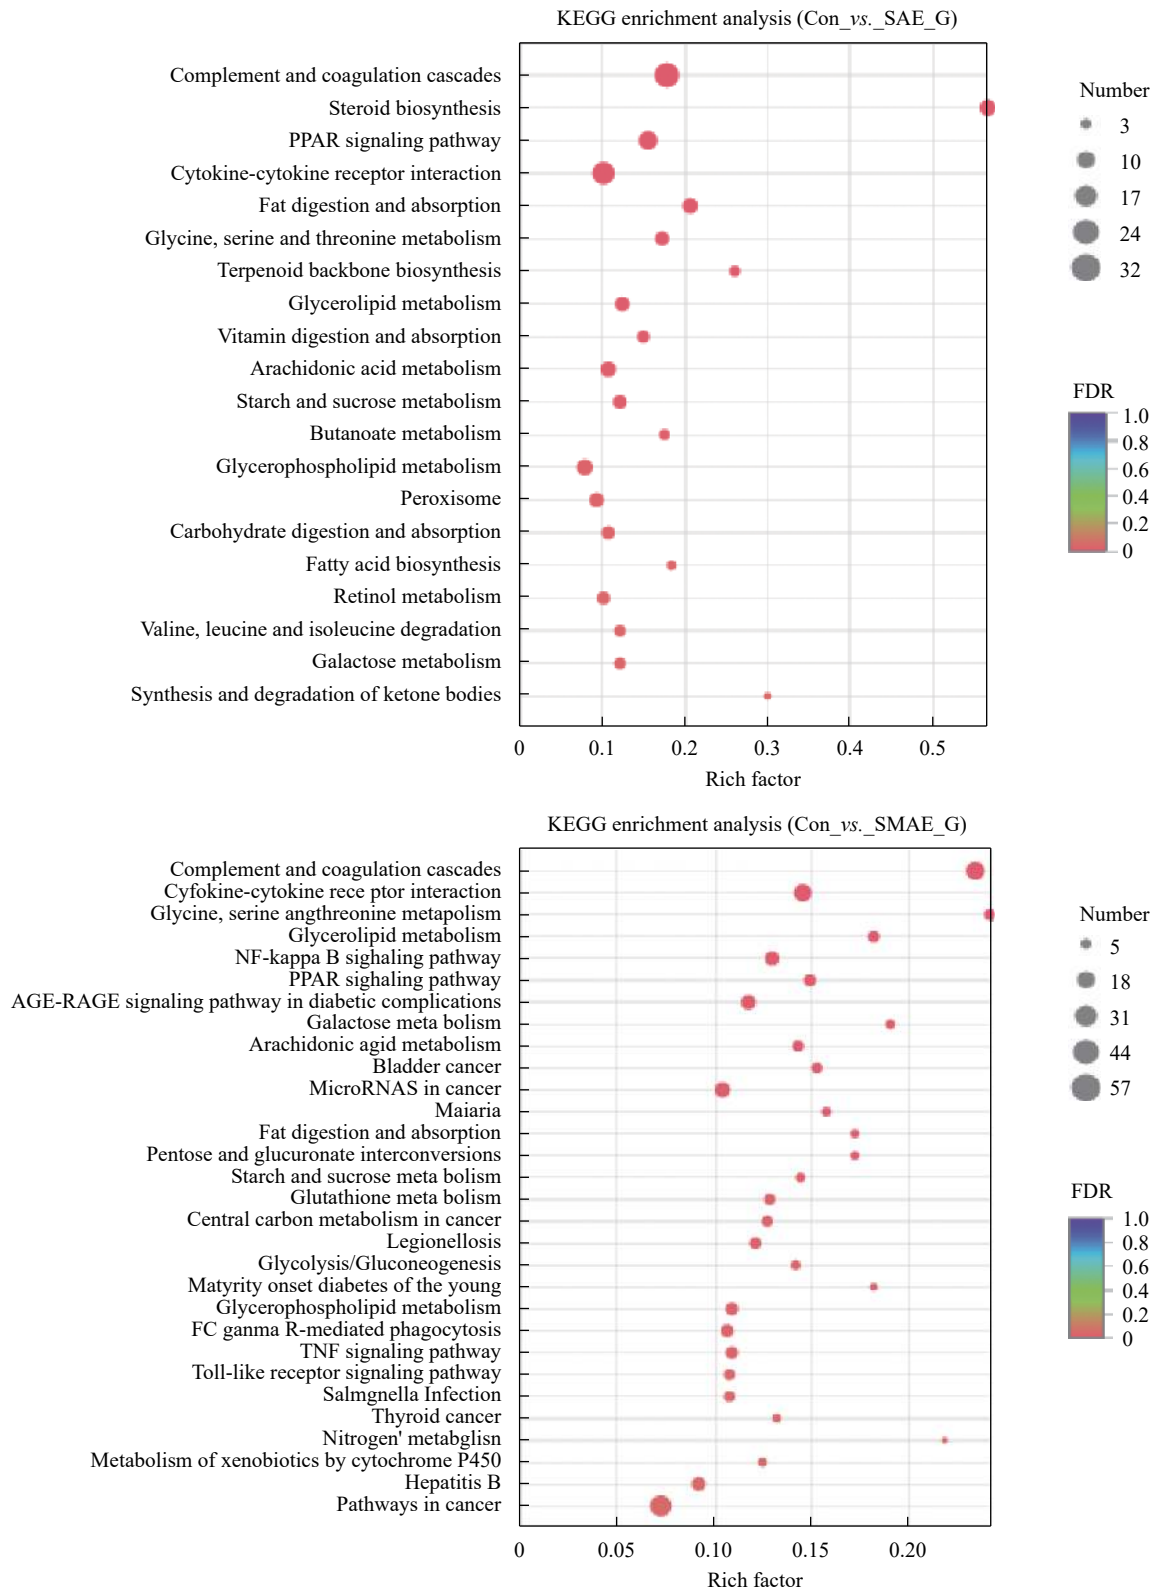 KEGG enrichment analysis (Con_vs._SAE_G)
Complement and coagulation cascades
Steroid biosynthesis
PPAR signaling pathway
Cytokine-cytokine receptor interaction
Fat digestion and absorption
Glycine, serine and threonine metabolism
Terpenoid backbone biosynthesis
Glycerolipid metabolism
Vitamin digestion and absorption
Arachidonic acid metabolism
Starch and sucrose metabolism
Butanoate metabolism
Glycerophospholipid metabolism
Peroxisome
Carbohydrate digestion and absorption
Fatty acid biosynthesis
Retinol metabolism
Valine, leucine and isoleucine degradation
Galactose metabolism
Synthesis and degradation of ketone bodies
0 0.1 0.2 0.3 0.4 0.5
Rich factor
Number
3
10
17
24
32
FDR
1.0
0.8
0.6
0.4
0.2
0
KEGG enrichment analysis (Con_vs._SMAE_G)
Complement and coagulation cascades
Cyfokine-cytokine rece ptor interaction
Glycine, serine angthreonine metapolism
Glycerolipid metabolism
NF-kappa B sighaling pathway
PPAR sighaling pathway
AGE-RAGE signaling pathway in diabetic complications
Galactose meta bolism
Arachidonic agid metabolism
Bladder cancer
MicroRNAS in cancer
Maiaria
Fat digestion and absorption
Pentose and glucuronate interconversions
Starch and sucrose meta bolism
Glutathione meta bolism
Central carbon metabolism in cancer
Legionellosis
Glycolysis/Gluconeogenesis
Matyrity onset diabetes of the young
Glycerophospholipid metabolism
FC ganma R-mediated phagocytosis
TNF signaling pathway
Toll-like receptor signaling pathway
Salmgnella Infection
Thyroid cancer
Nitrogen' metabglisn
Metabolism of xenobiotics by cytochrome P450
Hepatitis B
Pathways in cancer
0 0.05 0.10 0.15 0.20
Rich factor
Number
5
18
31
44
57
FDR
1.0
0.8
0.6
0.4
0.2
0